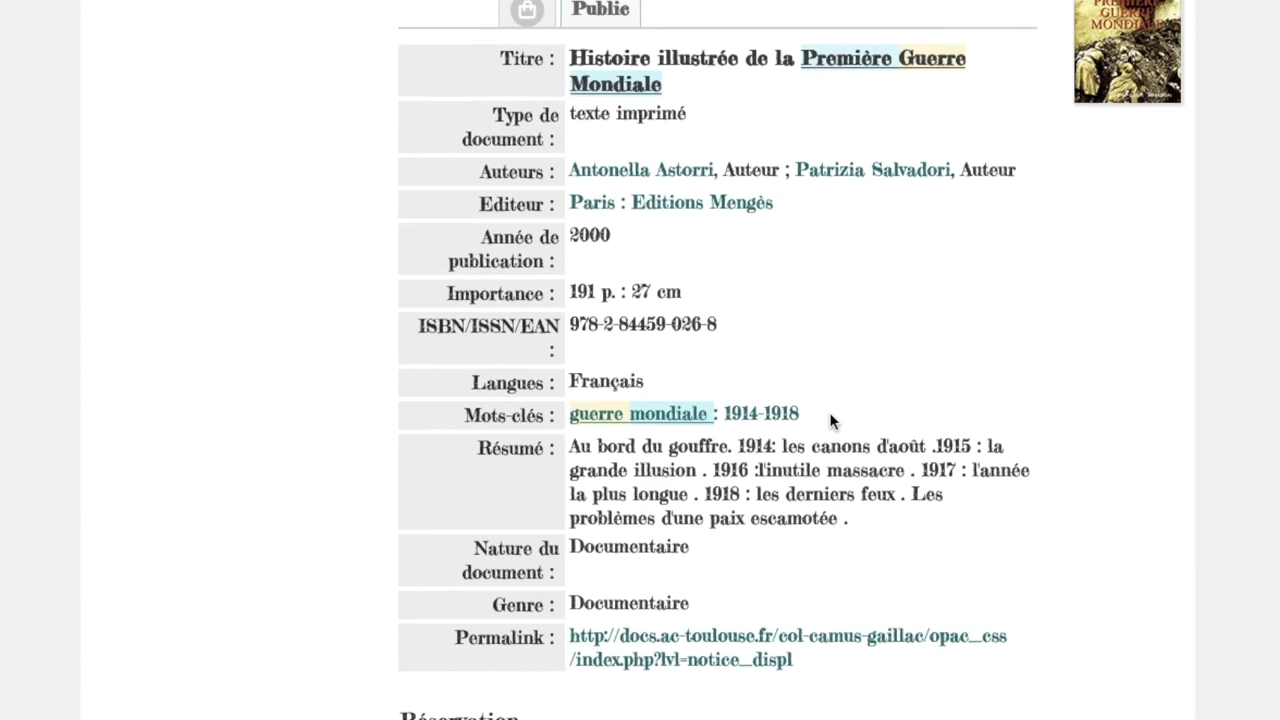 Public
Titre : Histoire illustrée de la Première Guerre
Mondiale
Type de
document : texte imprimé
Auteurs : Antonella Astorri, Auteur ; Patrizia Salvadori, Auteur
Editeur : Paris : Editions Mengès
Année de
publication : 2000
Importance : 191 p. : 27 cm
ISBN/ISSN/EAN
: 978-2-84459-026-8
Langues : Français
Mots-clés : guerre mondiale : 1914-1918
Résumé : Au bord du gouffre. 1914: les canons d'août .1915 : la
grande illusion . 1916 :l'inutile massacre . 1917 : l'année
la plus longue . 1918 : les derniers feux . Les
problèmes d'une paix escamotée .
Nature du
document : Documentaire
Genre : Documentaire
Permalink : http://docs.ac-toulouse.fr/col-camus-gaillac/opac_css
/index.php?lvl=notice_displ
Réservation
PREMIÈRE
GUERRE
MONDIALE